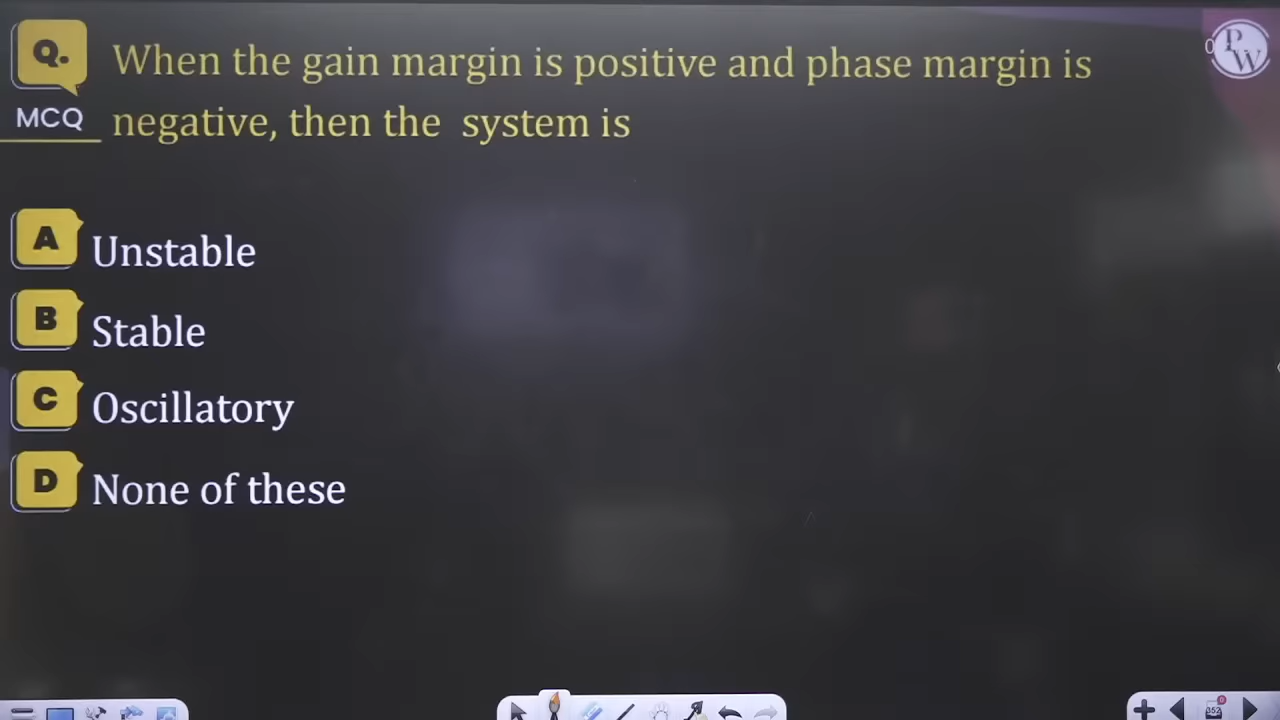 Q. When the gain margin is positive and phase margin is
MCQ negative, then the system is
A Unstable
B Stable
C Oscillatory
D None of these
PW